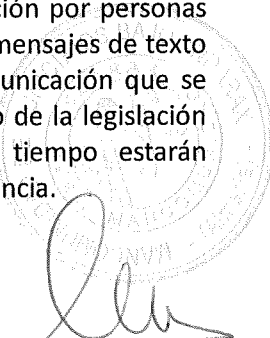 ción por personas
mensajes de texto
unicación que se
o de la legislación
tiempo estarán
ncia.